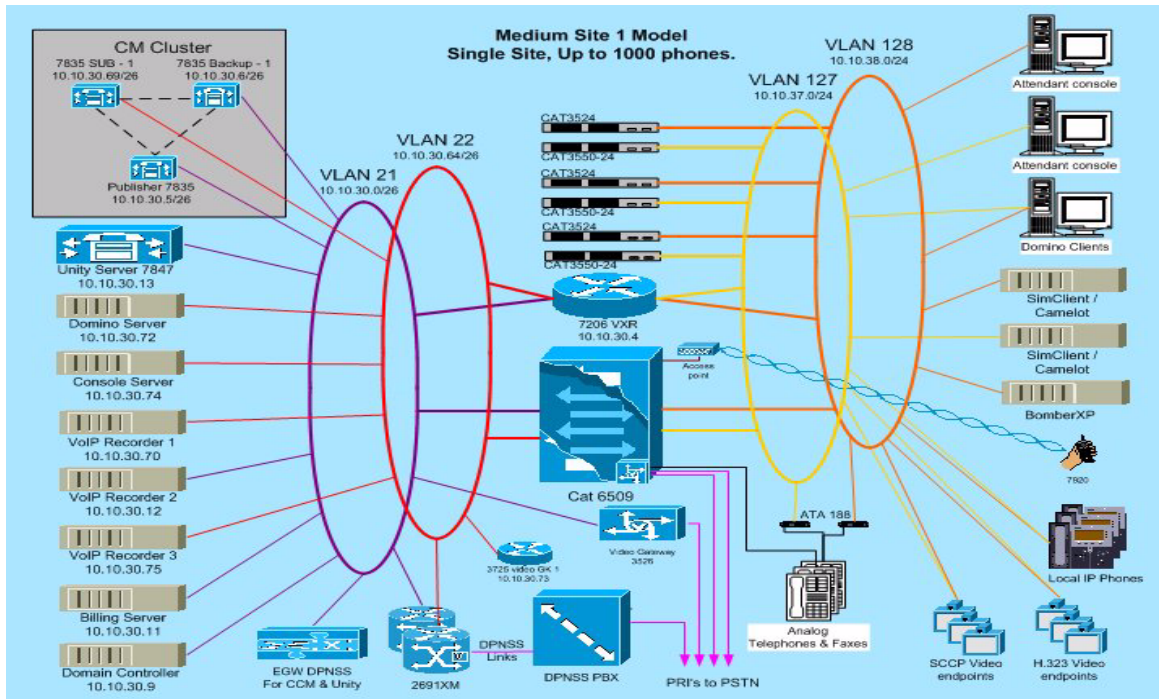 Medium Site 1 Model
Single Site, Up to 1000 phones.
CM Cluster
7835 SUB - 1
10.10.30.69/26
7835 Backup - 1
10.10.30.6/26
Publisher 7835
10.10.30.5/26
VLAN 21
10.10.30.0/26
VLAN 22
10.10.30.64/26
VLAN 127
10.10.37.0/24
VLAN 128
10.10.38.0/24
Unity Server 7847
10.10.30.13
Domino Server
10.10.30.72
Console Server
10.10.30.74
VoIP Recorder 1
10.10.30.70
VoIP Recorder 2
10.10.30.12
VoIP Recorder 3
10.10.30.75
Billing Server
10.10.30.11
Domain Controller
10.10.30.9
CAT3524
CAT3550-24
CAT3524
CAT3550-24
CAT3524
CAT3550-24
7206 VXR
10.10.30.4
Access
point
Cat 6509
Video Gateway
3526
3725 video GK 1
10.10.30.73
EGW DPNSS
For CCM & Unity
2691XM
V
DPNSS
Links
DPNSS PBX
PRI's to PSTN
ATA 188
Analog
Telephones & Faxes
Attendant console
Attendant console
Domino Clients
SimClient /
Camelot
SimClient /
Camelot
BomberXP
7920
Local IP Phones
SCCP Video
endpoints
H.323 Video
endpoints